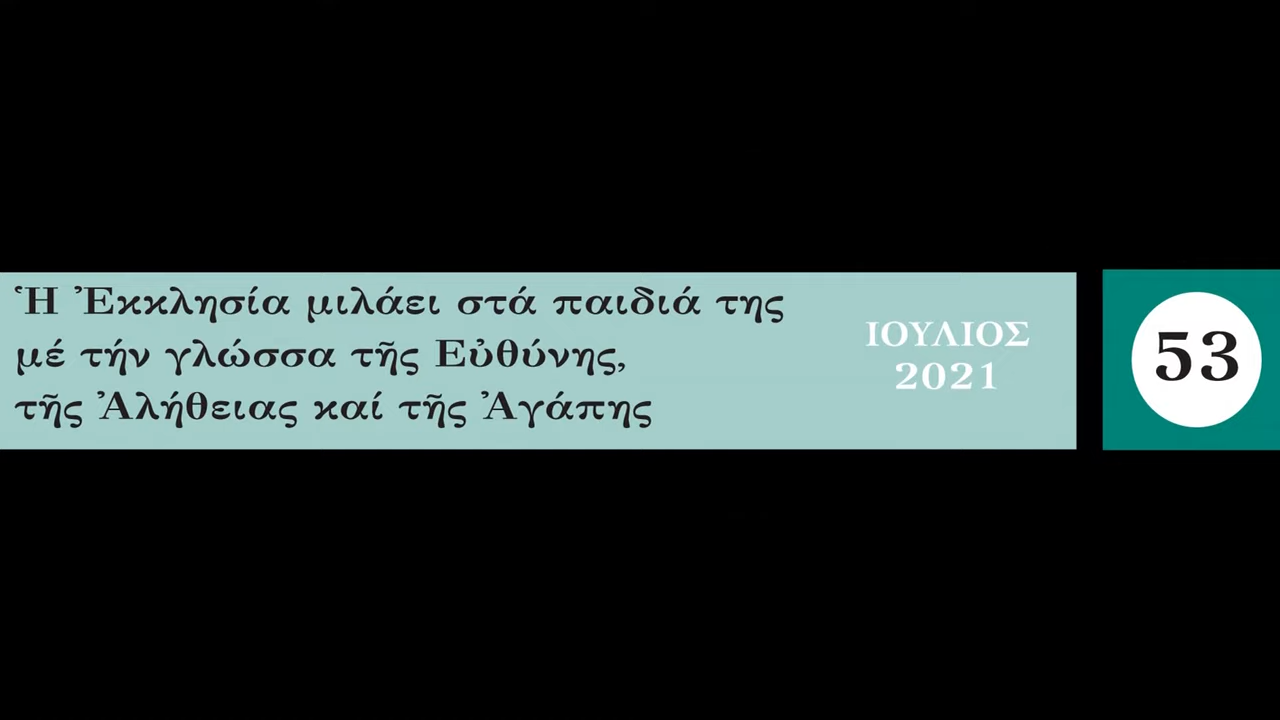 Ἡ Ἐκκλησία μιλάει στά παιδιά της
μέ τήν γλώσσα τῆς Εὐθύνης,
τῆς Ἀλήθειας καί τῆς Ἀγάπης
ΙΟΥΛΙΟΣ
2021
53